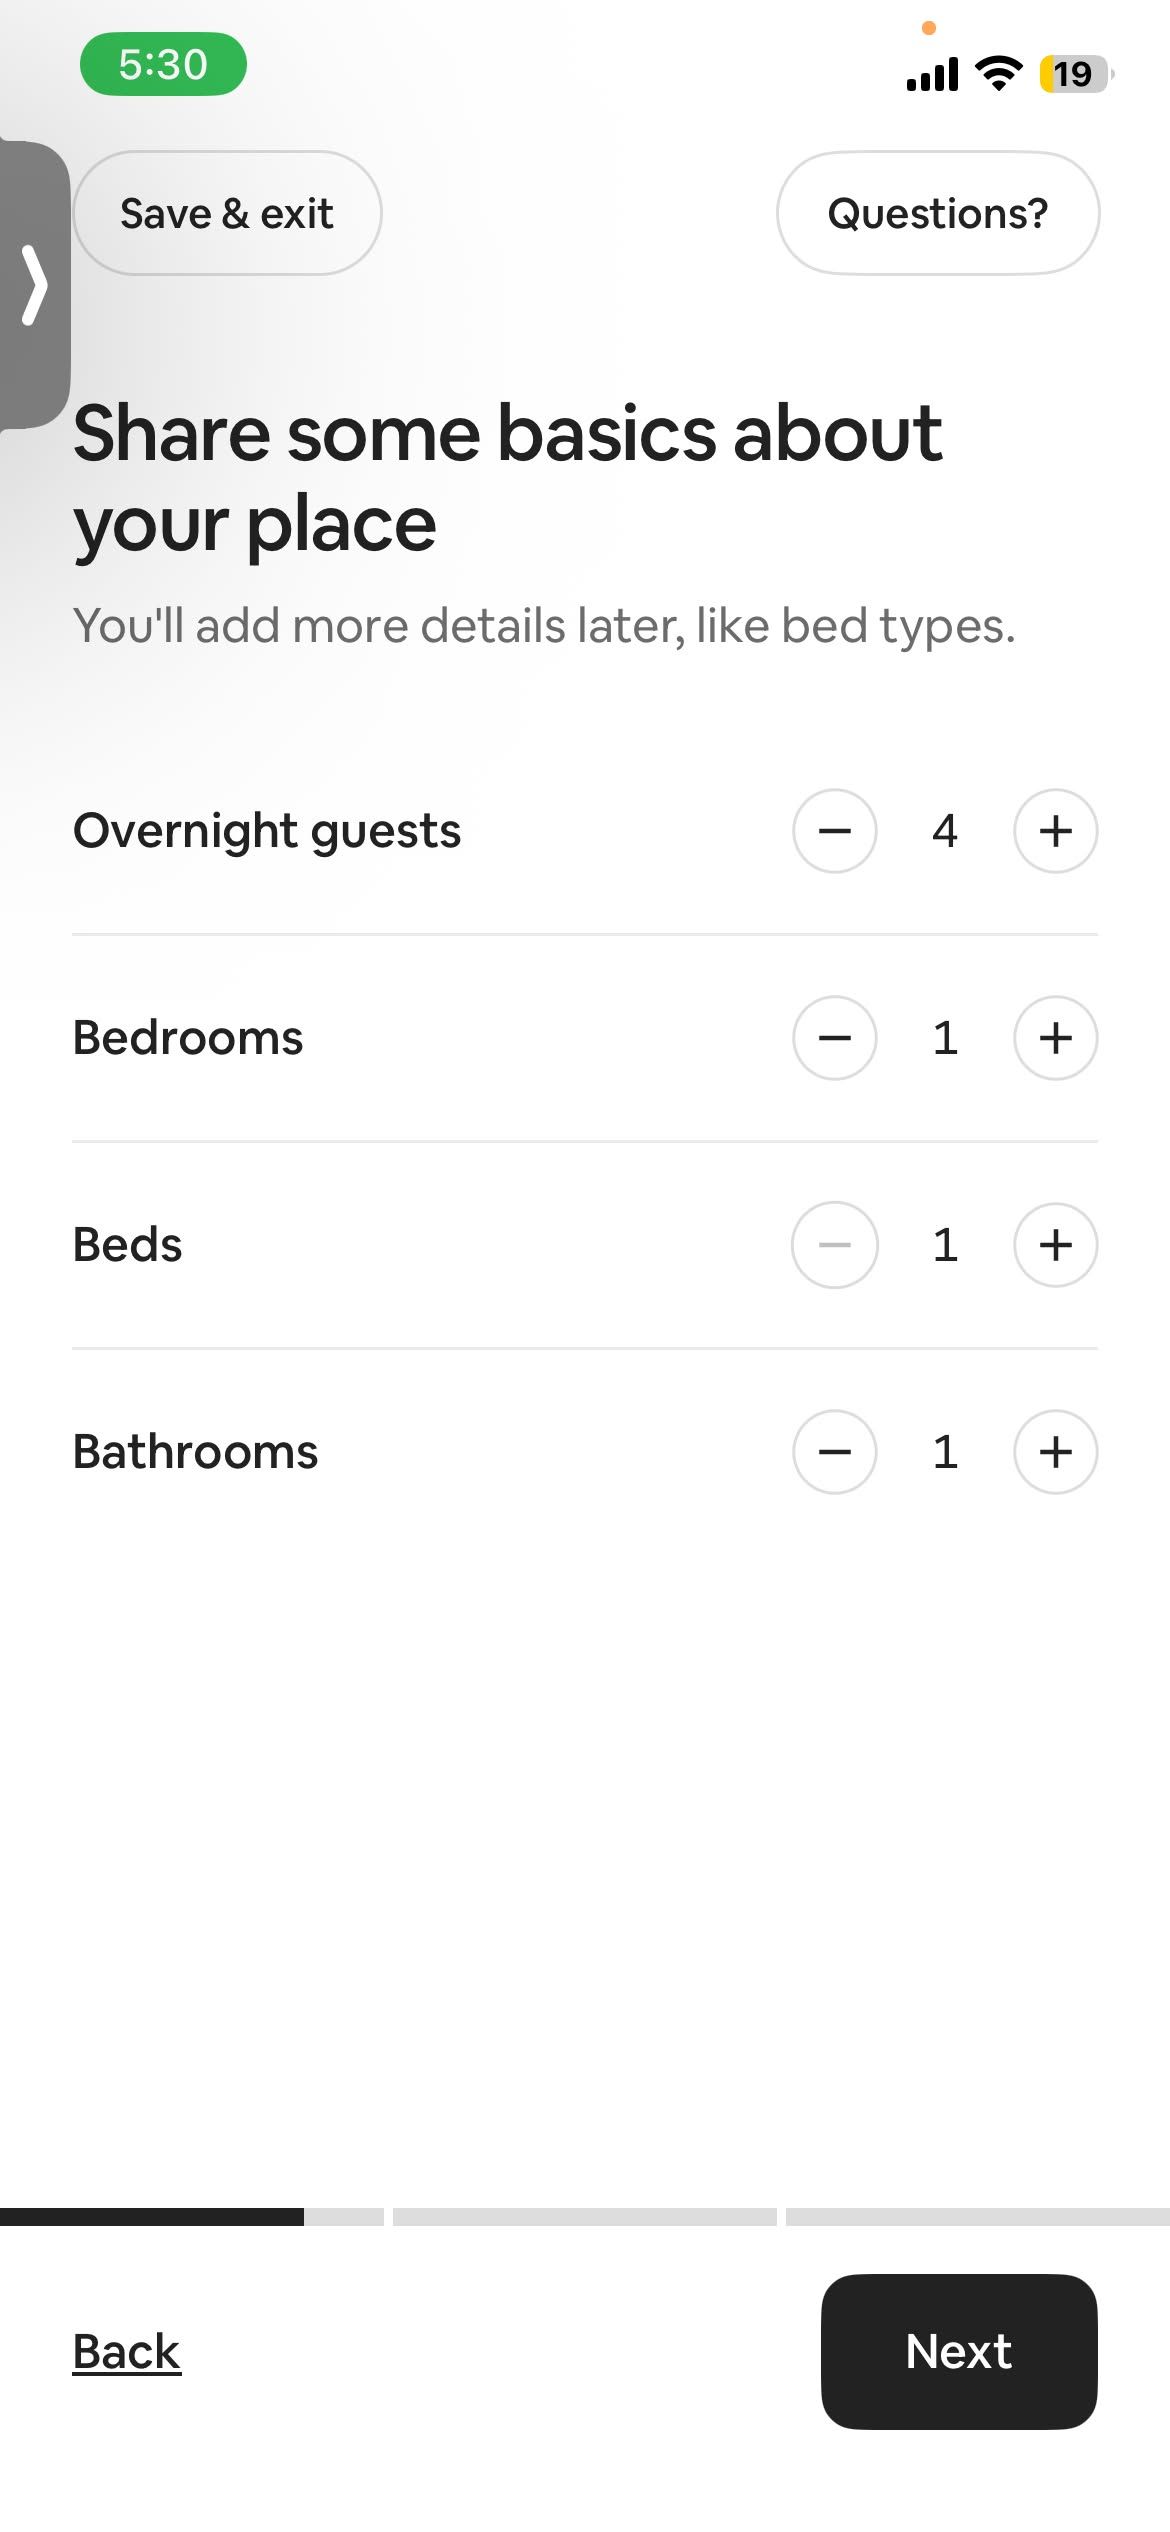 5:30
19
Save & exit
Questions?
Share some basics about
your place
You'll add more details later, like bed types.
Overnight guests
4
Bedrooms
1
Beds
1
Bathrooms
1
Back
Next